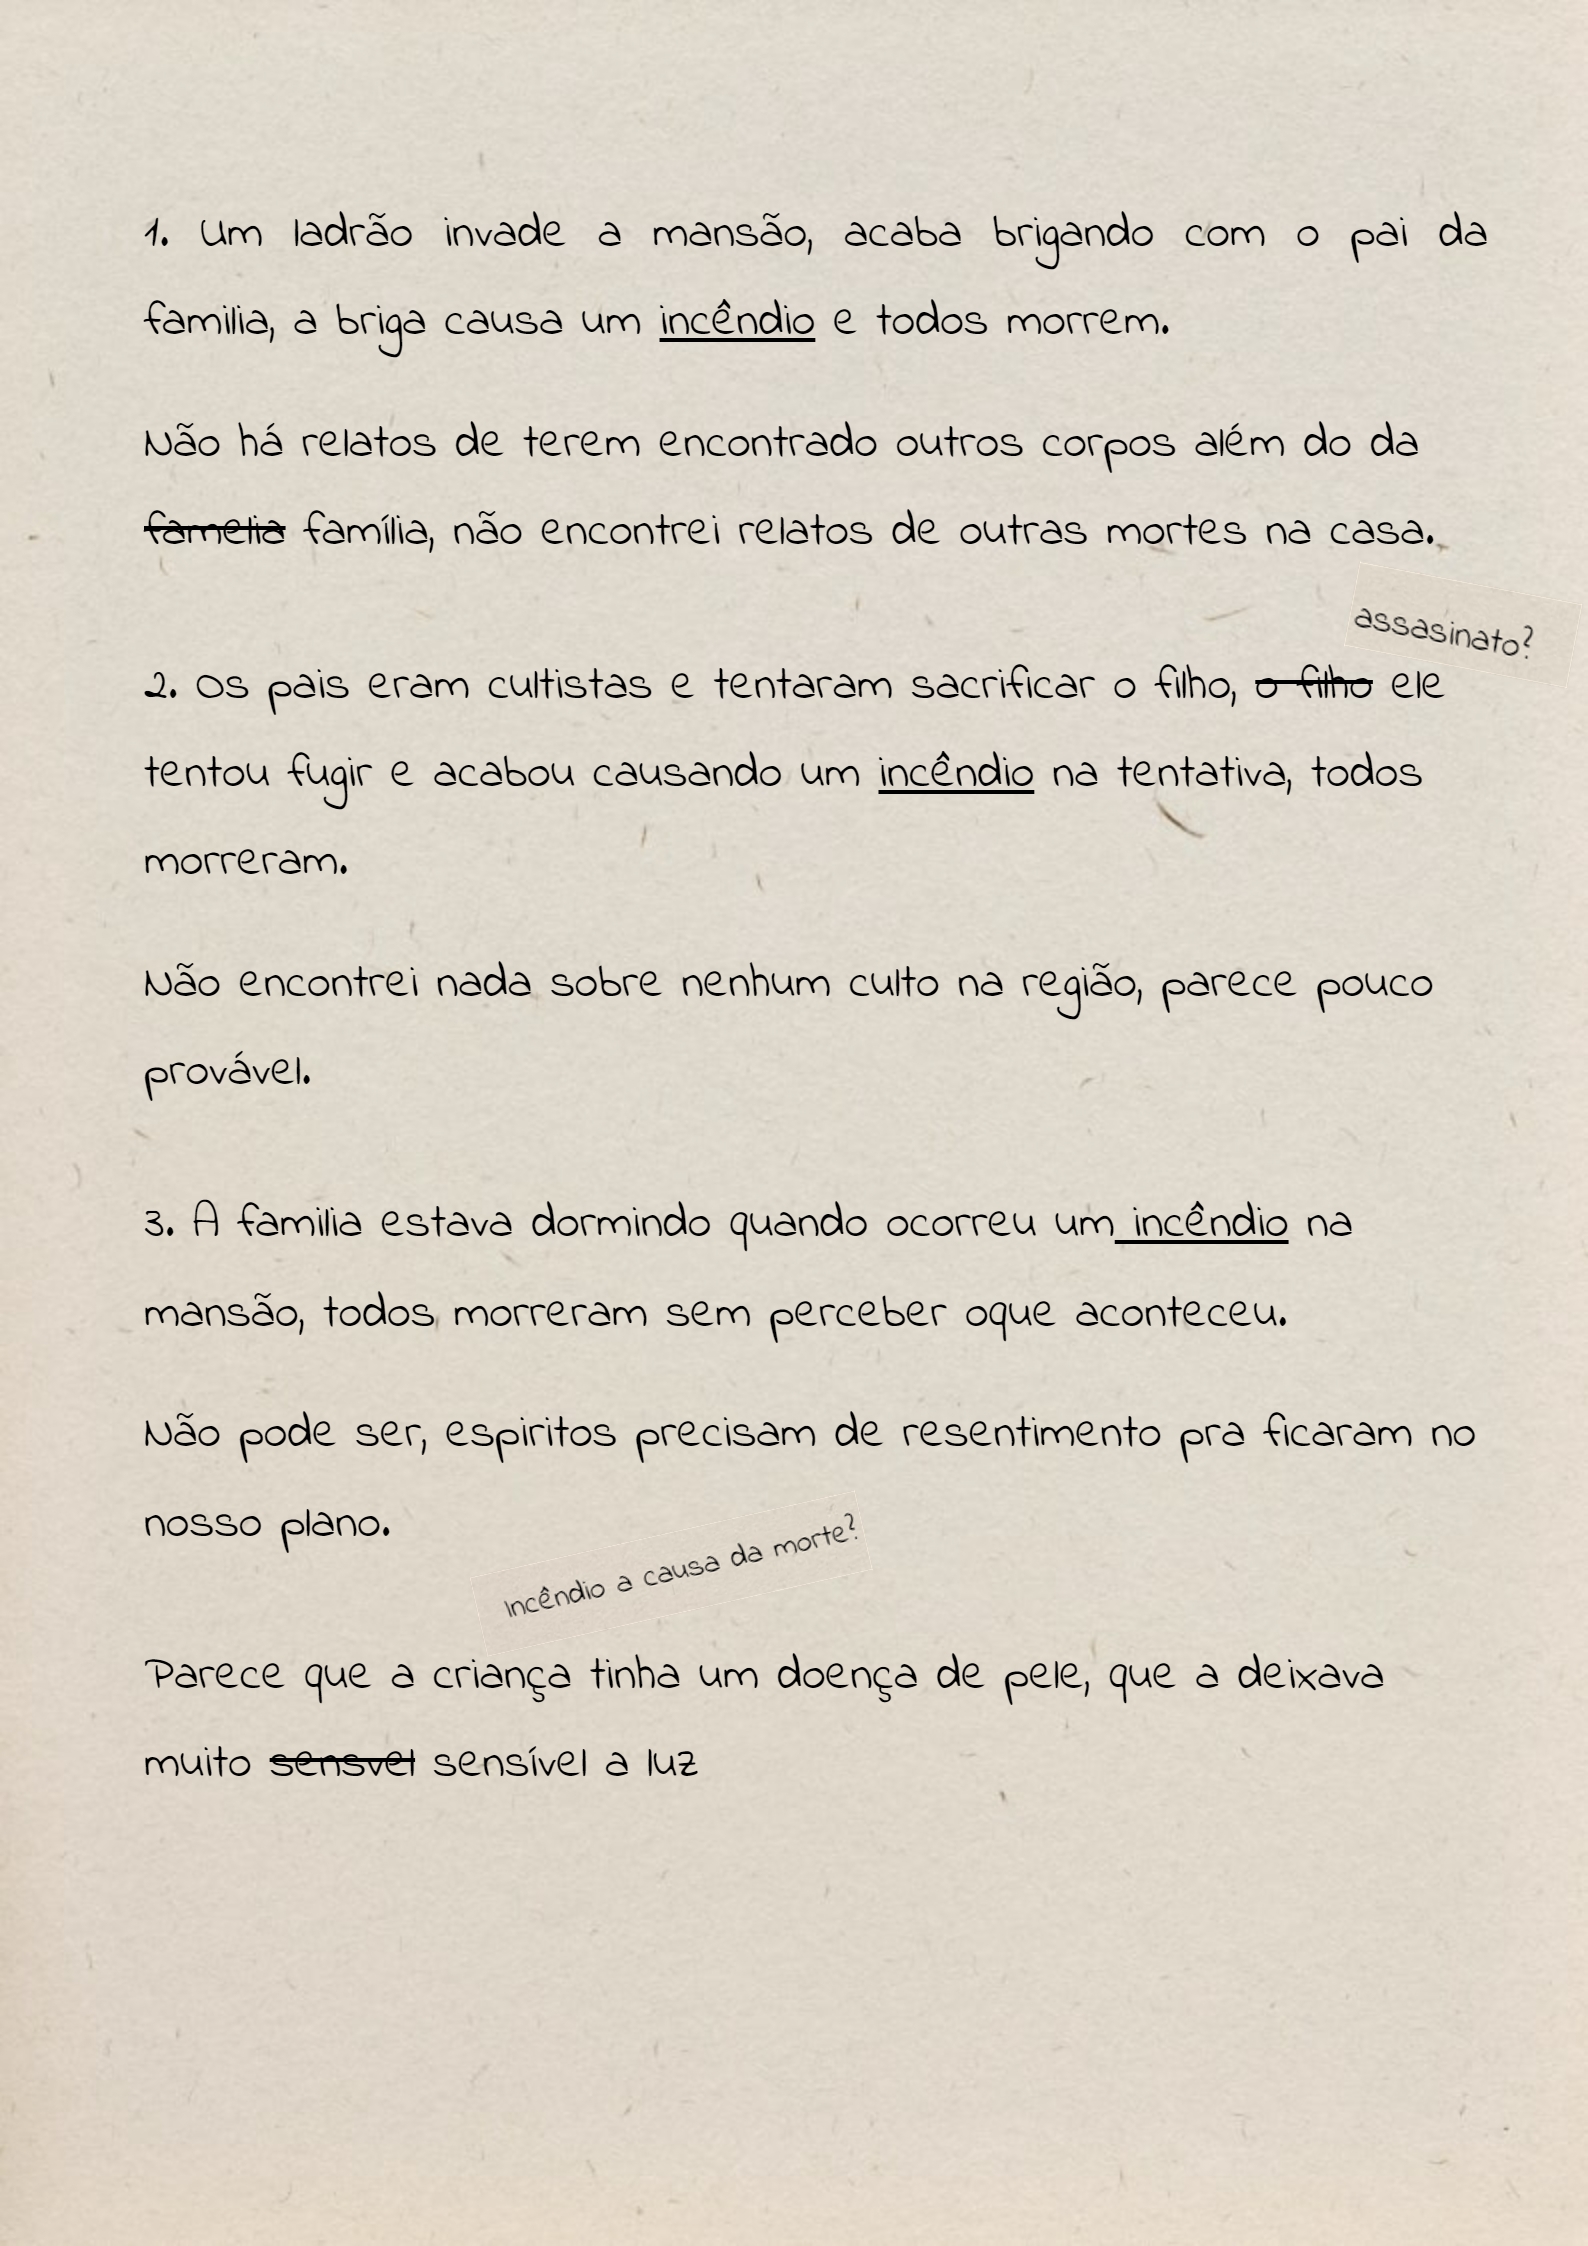 1. Um ladrão invade a mansão, acaba brigando com o pai da
familia, a briga causa um incêndio e todos morrem.
Não há relatos de terem encontrado outros corpos além do da
famelia família, não encontrei relatos de outras mortes na casa.
assasinato?
2. Os pais eram cultistas e tentaram sacrificar o filho, o filho ele
tentou fugir e acabou causando um incêndio na tentativa, todos
morreram.
Não encontrei nada sobre nenhum culto na região, parece pouco
provável.
3. A familia estava dormindo quando ocorreu um incêndio na
mansão, todos morreram sem perceber oque aconteceu.
Não pode ser, espiritos precisam de resentimento pra ficaram no
nosso plano.
Incêndio a causa da morte?
Parece que a criança tinha um doença de pele, que a deixava
muito sensvel sensível a luz